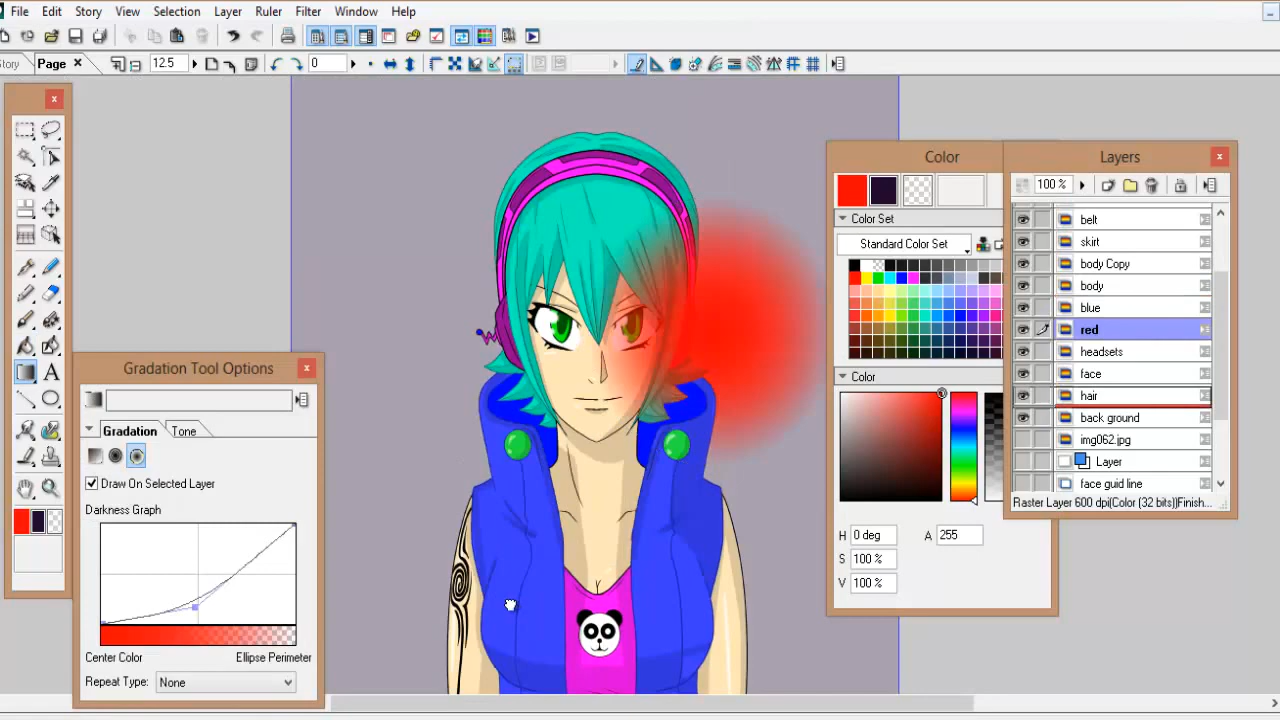 File Edit Story View Selection Layer Ruler Filter Window Help
Story Page 12.5 0
Color
Layers
100 %
Color Set
Standard Color Set
belt
skirt
body Copy
body
blue
red
headsets
face
hair
back ground
img062.jpg
Layer
face guid line
Raster Layer 600 dpi(Color (32 bits))Finish...
Color
H 0 deg A 255
S 100 %
V 100 %
Gradation Tool Options
Gradation Tone
Draw On Selected Layer
Darkness Graph
Center Color Ellipse Perimeter
Repeat Type: None
A